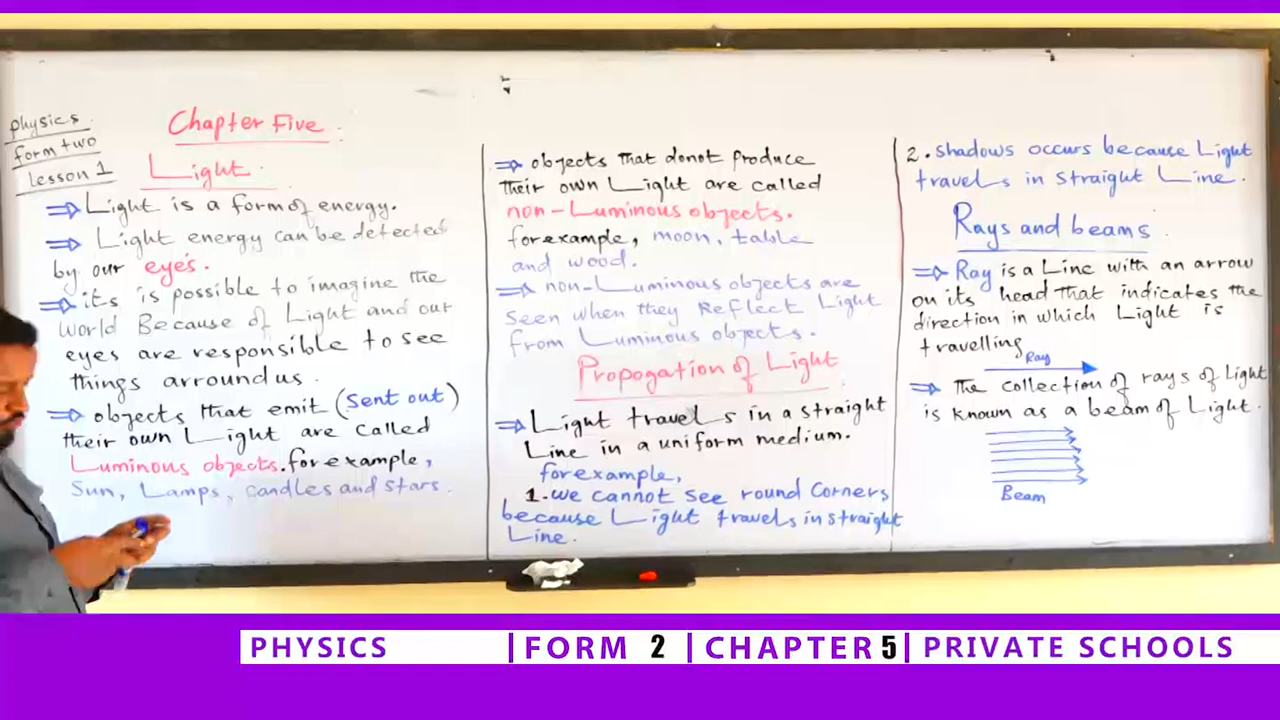 physics.
form two
lesson 1
Chapter Five
Light
⇒ Light is a form of energy.
⇒ Light energy can be detected
by our eyes.
⇒ its is possible to imagine the
world Because of Light and our
eyes are responsible to see
things arround us.
⇒ objects that emit (sent out)
their own Light are called
Luminous objects. for example,
Sun, Lamps, candles and stars.
⇒ objects that donot produce
their own Light are called
non-Luminous objects.
for example, moon, table
and wood.
⇒ non-Luminous objects are
seen when they Reflect Light
from Luminous objects.
Propogation of Light
⇒ Light travels in a straight
Line in a uniform medium.
for example,
1. we cannot see round corners
because Light travels in straight
Line.
2. shadows occurs because Light
travels in straight Line.
Rays and beams
⇒ Ray is a Line with an arrow
on its head that indicates the
direction in which Light is
travelling
Ray
⇒ The collection of rays of Light
is known as a beam of Light.
Beam
PHYSICS |FORM 2 |CHAPTER 5| PRIVATE SCHOOLS